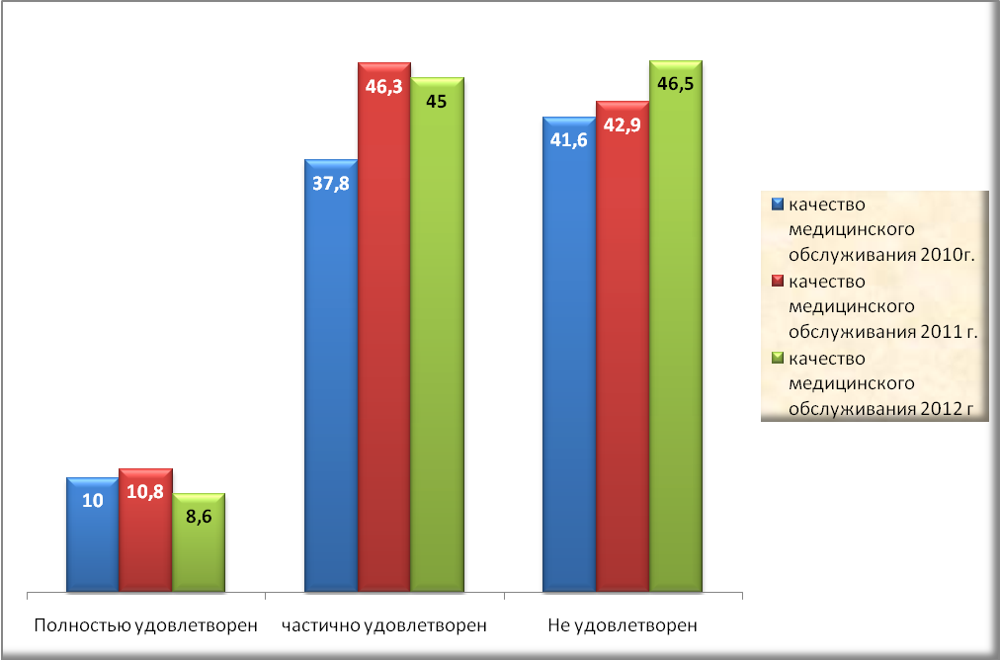 10
10,8
8,6
37,8
46,3
45
41,6
42,9
46,5
Полностью удовлетворен
частично удовлетворен
Не удовлетворен
качество
медицинского
обслуживания 2010г.
качество
медицинского
обслуживания 2011 г.
качество
медицинского
обслуживания 2012 г